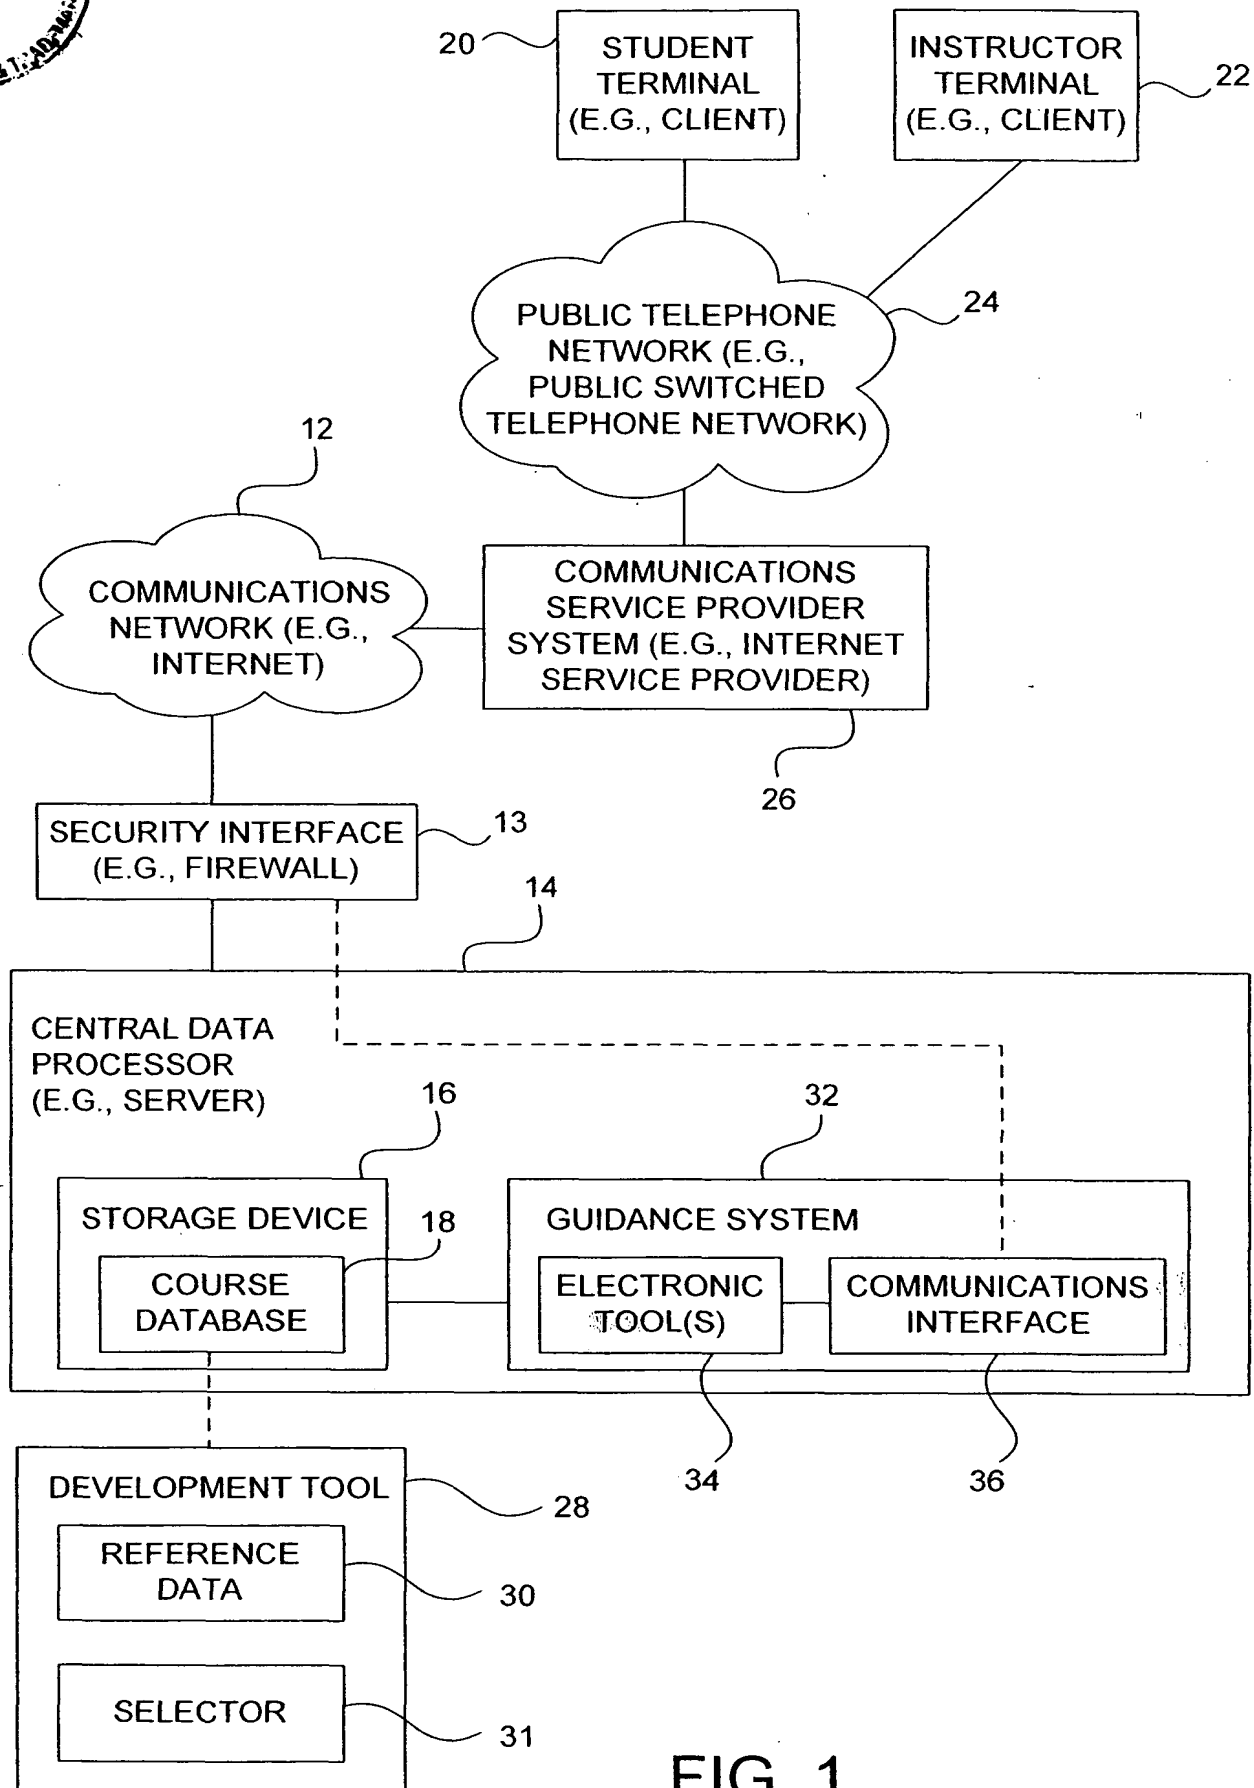 20
STUDENT
TERMINAL
(E.G., CLIENT)
INSTRUCTOR
TERMINAL
(E.G., CLIENT)
22
PUBLIC TELEPHONE
NETWORK (E.G.,
PUBLIC SWITCHED
TELEPHONE NETWORK)
24
12
COMMUNICATIONS
NETWORK (E.G.,
INTERNET)
COMMUNICATIONS
SERVICE PROVIDER
SYSTEM (E.G., INTERNET
SERVICE PROVIDER)
26
SECURITY INTERFACE
(E.G., FIREWALL)
13
14
CENTRAL DATA
PROCESSOR
(E.G., SERVER)
16
32
STORAGE DEVICE
18
COURSE
DATABASE
GUIDANCE SYSTEM
ELECTRONIC
TOOL(S)
COMMUNICATIONS
INTERFACE
34
36
DEVELOPMENT TOOL
28
REFERENCE
DATA
30
SELECTOR
31
FIG. 1